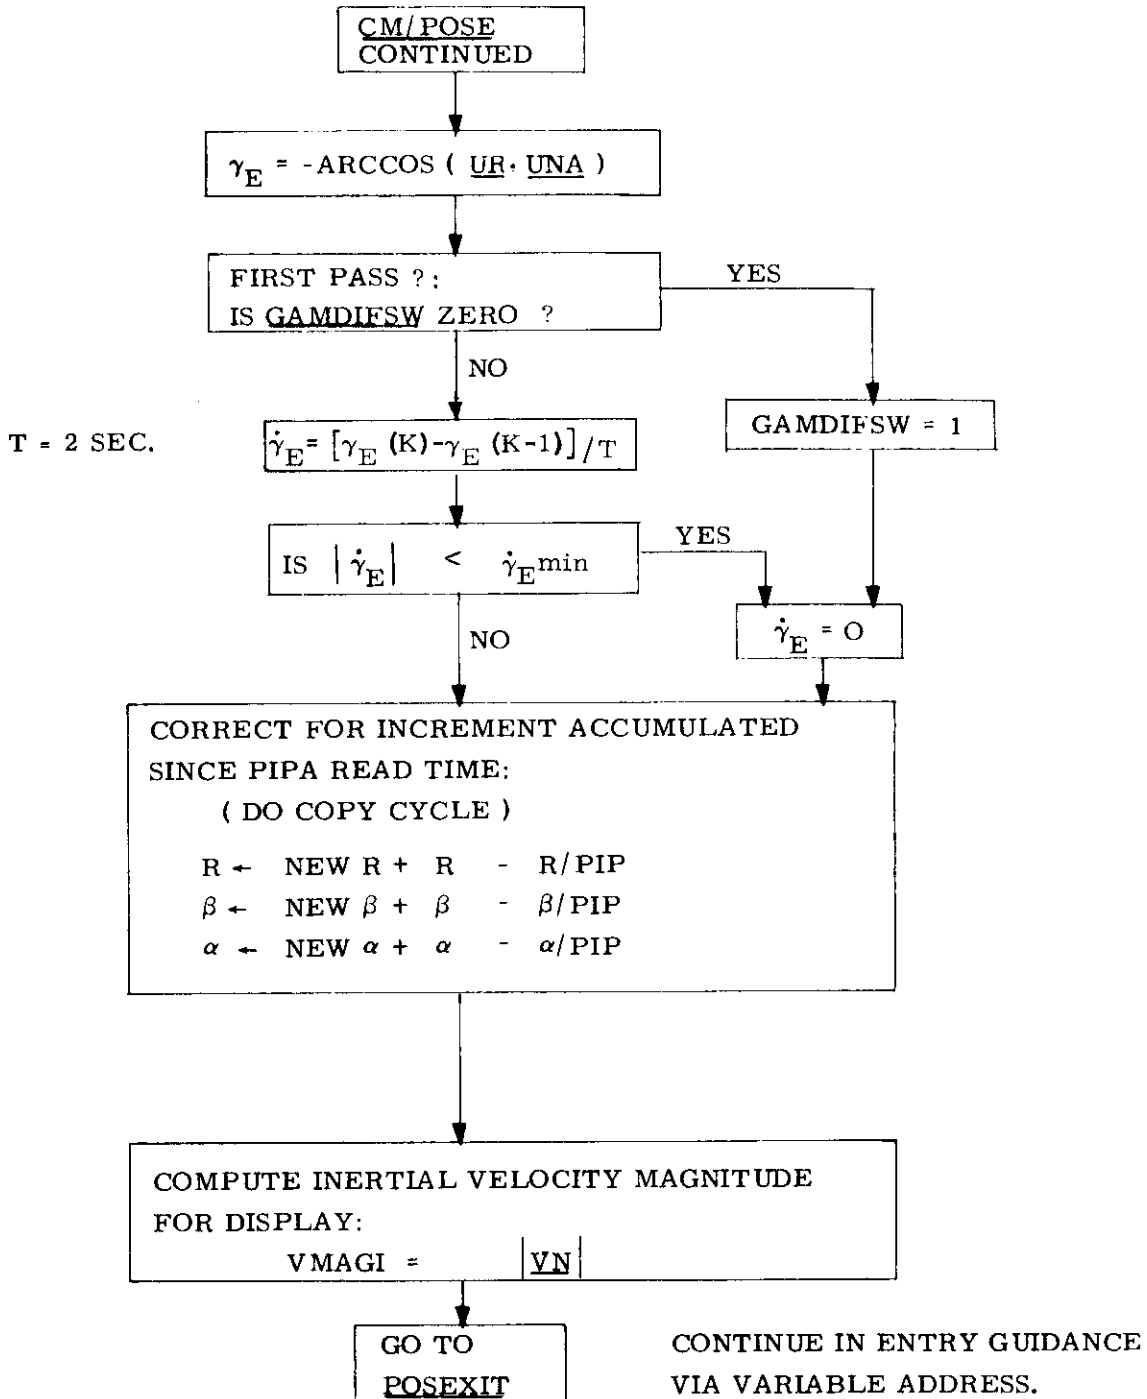 CM/POSE
CONTINUED
γE = -ARCCOS ( UR · UNA )
FIRST PASS ?:
IS GAMDIFSW ZERO ?
YES
NO
GAMDIFSW = 1
T = 2 SEC.
γ̇E = [γE (K)-γE (K-1)]/T
IS |γ̇E| < γ̇E min
YES
NO
γ̇E = O
CORRECT FOR INCREMENT ACCUMULATED
SINCE PIPA READ TIME:
( DO COPY CYCLE )
R ← NEW R + R - R/PIP
β ← NEW β + β - β/PIP
α ← NEW α + α - α/PIP
COMPUTE INERTIAL VELOCITY MAGNITUDE
FOR DISPLAY:
VMAGI = |VN|
GO TO
POSEXIT
CONTINUE IN ENTRY GUIDANCE
VIA VARIABLE ADDRESS.